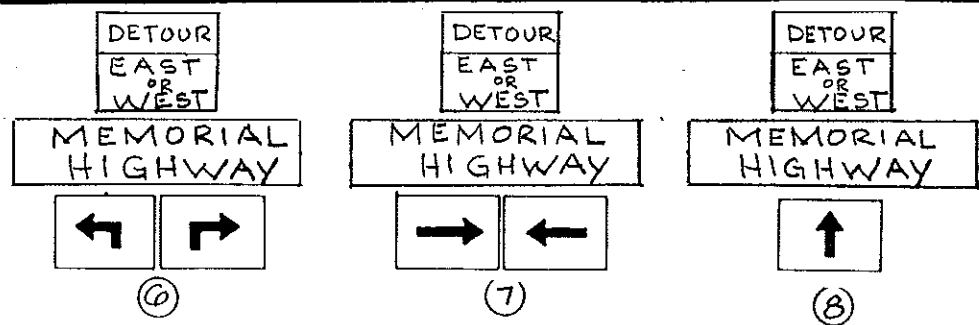 DETOUR
EAST
OR
WEST
MEMORIAL
HIGHWAY
6
DETOUR
EAST
OR
WEST
MEMORIAL
HIGHWAY
7
DETOUR
EAST
OR
WEST
MEMORIAL
HIGHWAY
8